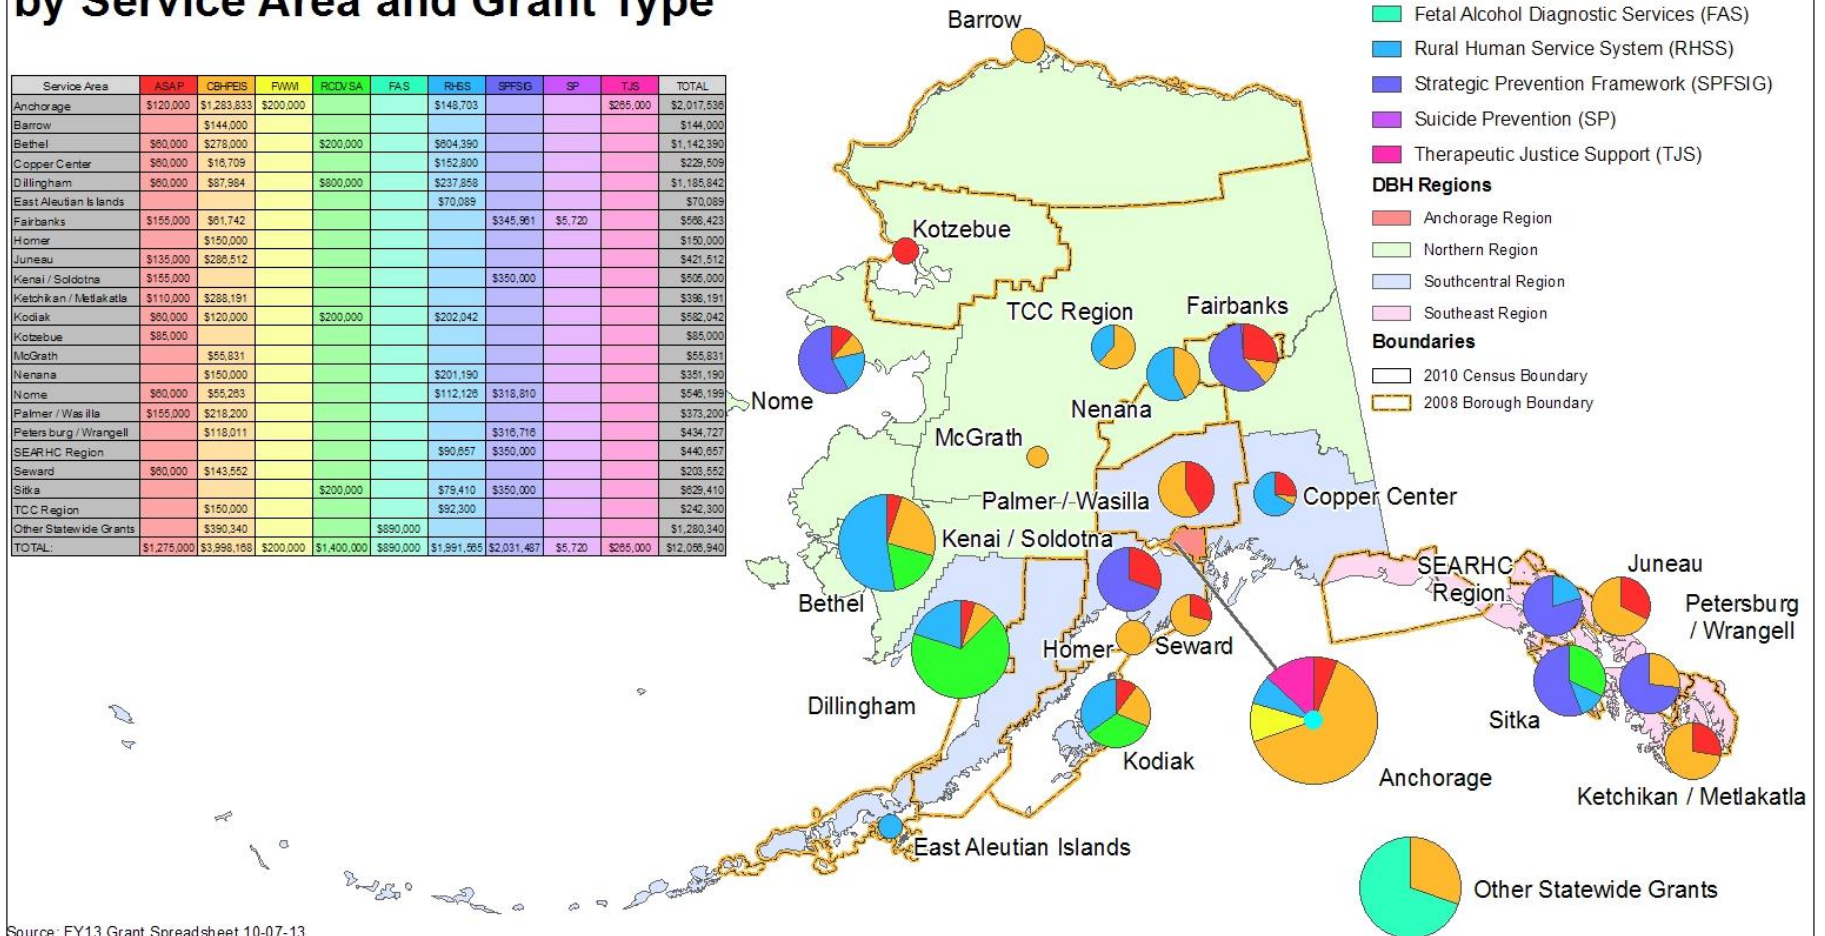 by Service Area and Grant Type
Service Area ASAP CBHPEIS FWWI RCDVSA FAS RHSS SPFSIG SP TJS TOTAL
Anchorage $120,000 $1,283,833 $200,000 $148,703 $265,000 $2,017,536
Barrow $144,000 $144,000
Bethel $60,000 $278,000 $200,000 $604,390 $1,142,390
Copper Center $60,000 $16,709 $152,800 $229,509
Dillingham $60,000 $87,984 $800,000 $237,858 $1,185,842
East Aleutian Islands $70,089 $70,089
Fairbanks $155,000 $61,742 $345,961 $5,720 $568,423
Homer $150,000 $150,000
Juneau $135,000 $286,512 $421,512
Kenai / Soldotna $155,000 $350,000 $505,000
Ketchikan / Metlakatla $110,000 $288,191 $398,191
Kodiak $60,000 $120,000 $200,000 $202,042 $582,042
Kotzebue $85,000 $85,000
McGrath $55,831 $55,831
Nenana $150,000 $201,190 $351,190
Nome $60,000 $55,263 $112,126 $318,810 $546,199
Palmer / Wasilla $155,000 $218,200 $373,200
Petersburg / Wrangell $118,011 $316,716 $434,727
SEARHC Region $90,657 $350,000 $440,657
Seward $60,000 $143,552 $203,552
Sitka $200,000 $79,410 $350,000 $629,410
TCC Region $150,000 $92,300 $242,300
Other Statewide Grants $390,340 $890,000 $1,280,340
TOTAL: $1,275,000 $3,998,168 $200,000 $1,400,000 $890,000 $1,991,565 $2,031,487 $5,720 $265,000 $12,056,940
Barrow
Kotzebue
TCC Region
Fairbanks
Nome
Nenana
McGrath
Palmer / Wasilla
Copper Center
Kenai / Soldotna
Bethel
SEARHC
Region
Juneau
Petersburg
/ Wrangell
Homer
Seward
Dillingham
Sitka
Kodiak
Anchorage
Ketchikan / Metlakatla
East Aleutian Islands
Other Statewide Grants
Fetal Alcohol Diagnostic Services (FAS)
Rural Human Service System (RHSS)
Strategic Prevention Framework (SPFSIG)
Suicide Prevention (SP)
Therapeutic Justice Support (TJS)
DBH Regions
Anchorage Region
Northern Region
Southcentral Region
Southeast Region
Boundaries
2010 Census Boundary
2008 Borough Boundary
Source: FY13 Grant Spreadsheet 10-07-13